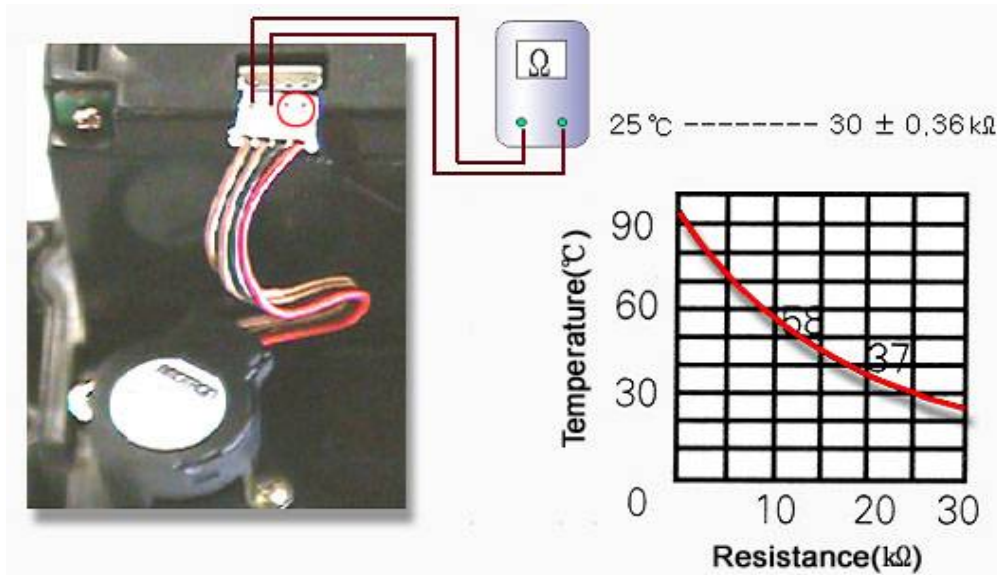 Ω
25℃ -------- 30 ± 0,36 kΩ
Temperature(℃)
90
60
30
0
58
37
10 20 30
Resistance(kΩ)